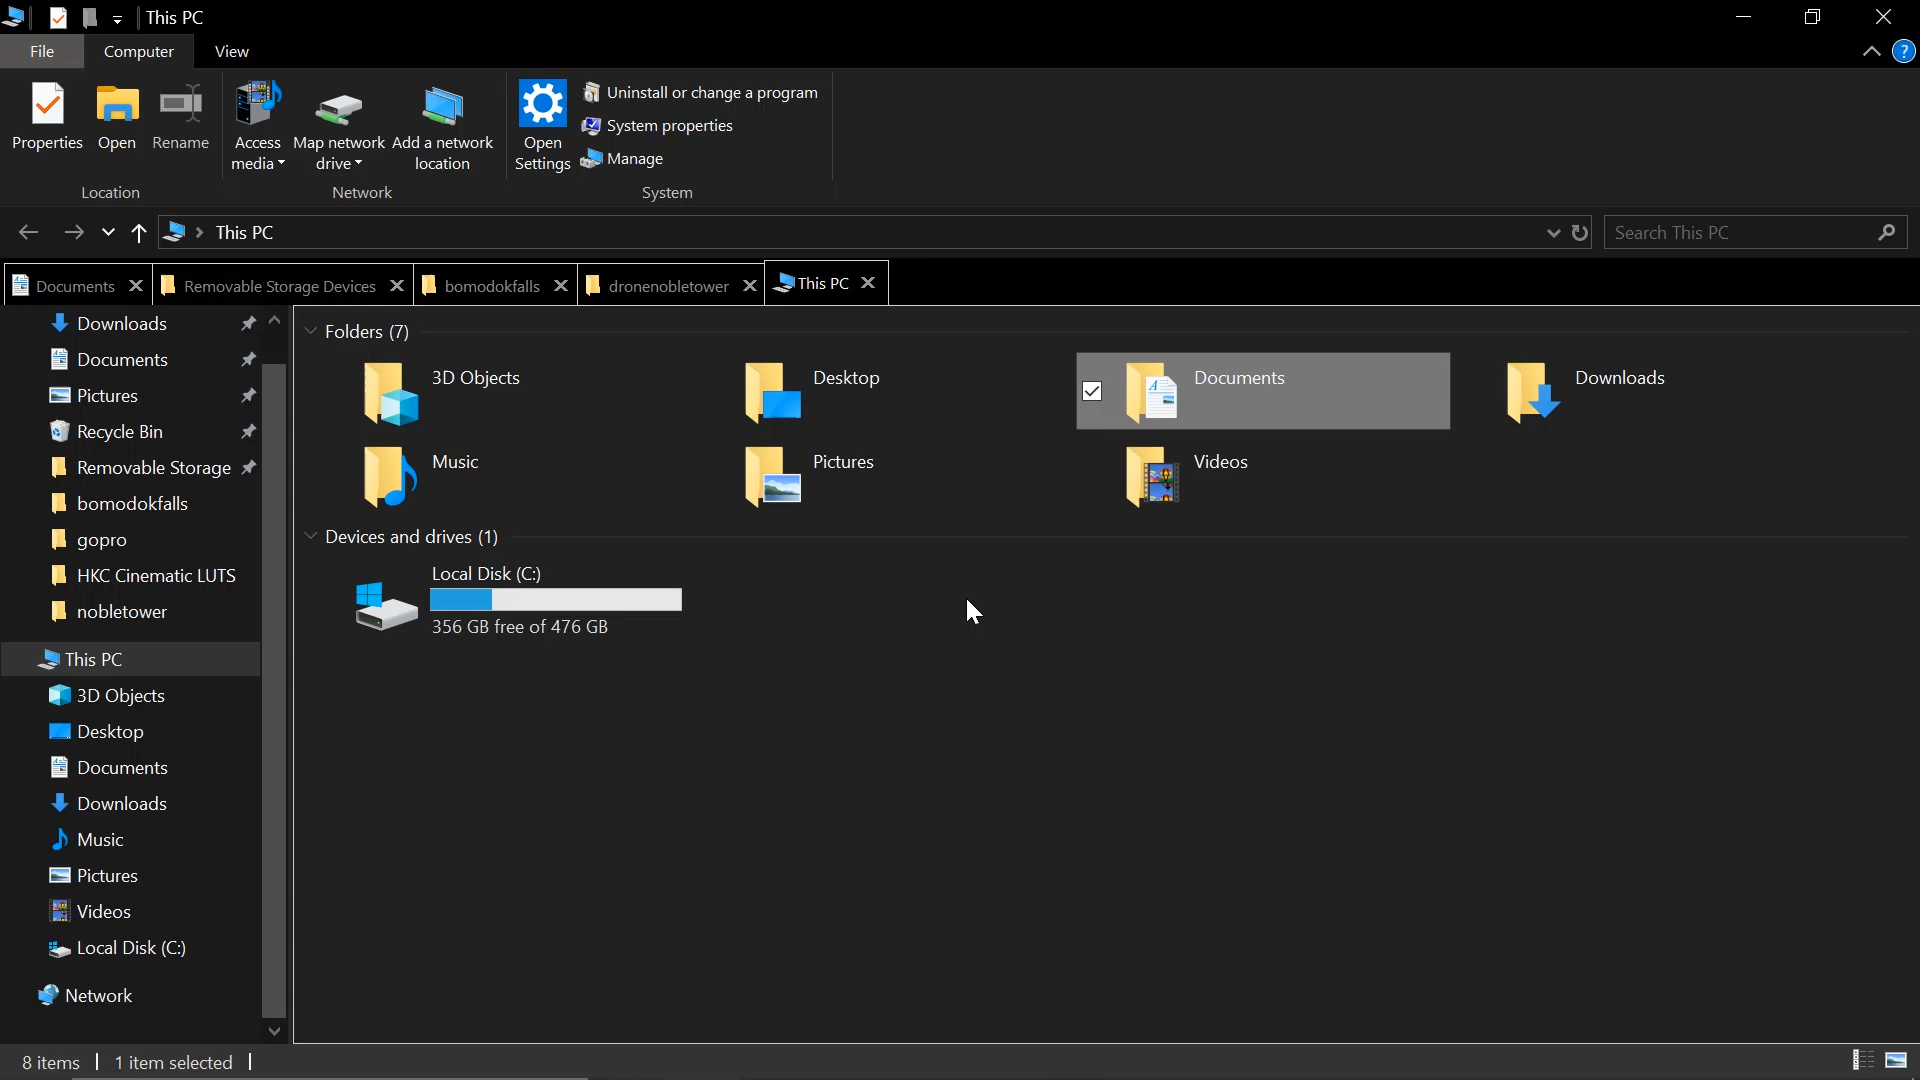 This PC
File
Computer
View
?
Properties
Open
Rename
Access media
Map network drive
Add a network location
Open Settings
Uninstall or change a program
System properties
Manage
Location
Network
System
This PC
Search This PC
Documents
Removable Storage Devices
bomodokfalls
dronenobletower
This PC
Downloads
Documents
Pictures
Recycle Bin
Removable Storage
bomodokfalls
gopro
HKC Cinematic LUTS
nobletower
This PC
3D Objects
Desktop
Documents
Downloads
Music
Pictures
Videos
Local Disk (C:)
Network
Folders (7)
3D Objects
Desktop
Documents
Downloads
Music
Pictures
Videos
Devices and drives (1)
Local Disk (C:)
356 GB free of 476 GB
8 items
1 item selected